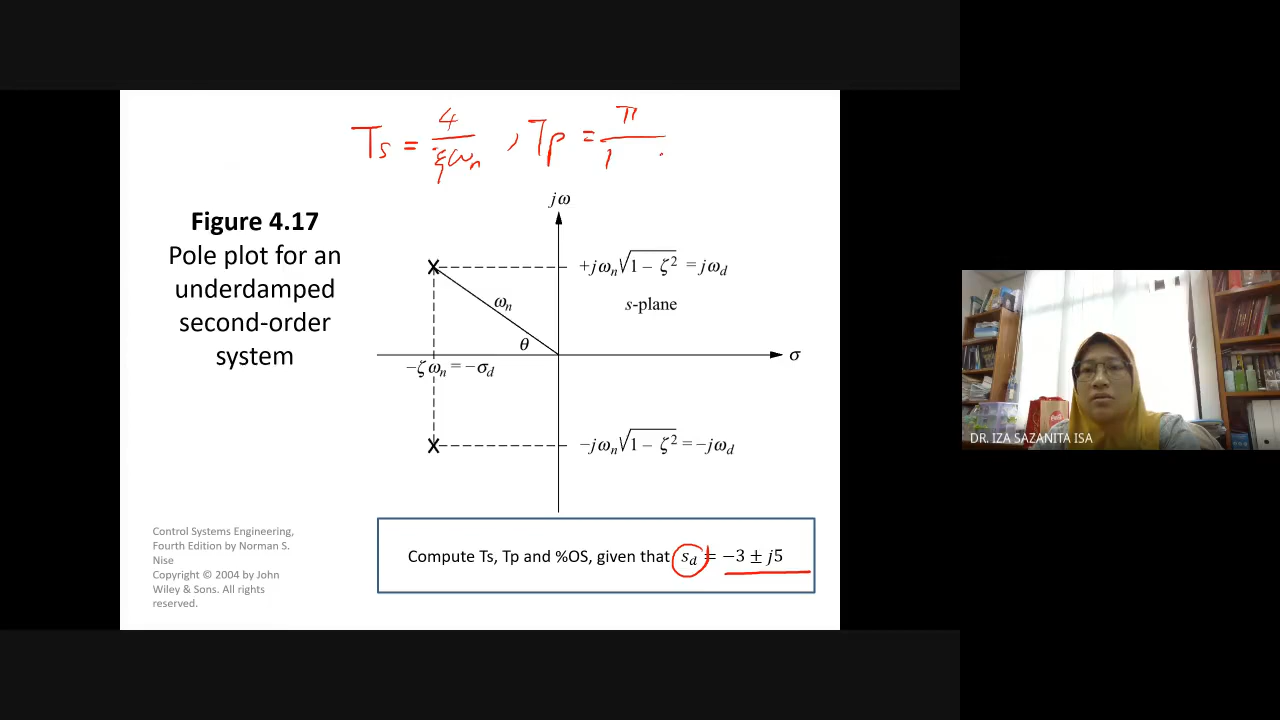 Ts = 4/ξωn , Tp = π/
Figure 4.17
Pole plot for an
underdamped
second-order
system
jω
+jωn√1 − ζ² = jωd
s-plane
ωn
θ
σ
−ζωn = −σd
−jωn√1 − ζ² = −jωd
Control Systems Engineering,
Fourth Edition by Norman S.
Nise
Copyright © 2004 by John
Wiley & Sons. All rights
reserved.
Compute Ts, Tp and %OS, given that sd = −3 ± j5
DR. IZA SAZANITA ISA